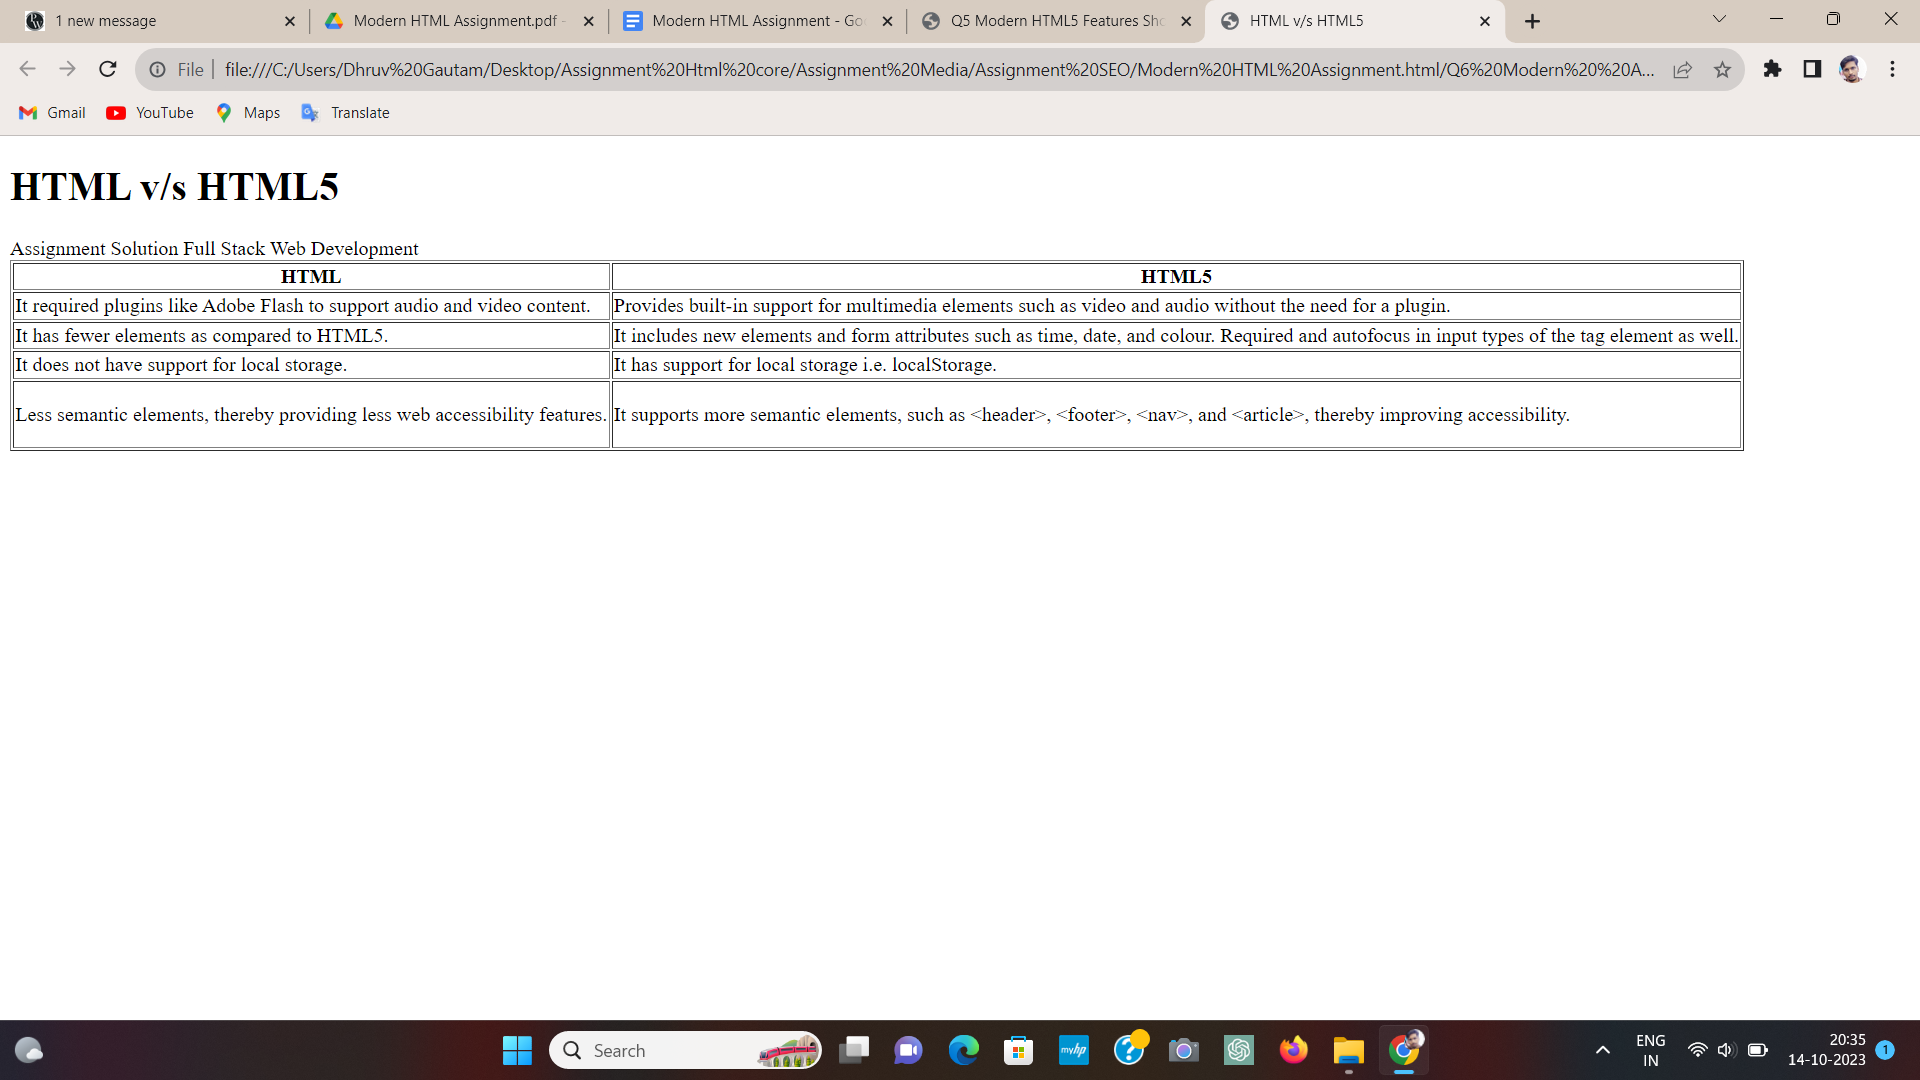 1 new message
Modern HTML Assignment.pdf -
Modern HTML Assignment - Go
Q5 Modern HTML5 Features Sh
HTML v/s HTML5
File
file:///C:/Users/Dhruv%20Gautam/Desktop/Assignment%20Html%20core/Assignment%20Media/Assignment%20SEO/Modern%20HTML%20Assignment.html/Q6%20Modern%20%20A...
Gmail
YouTube
Maps
Translate
HTML v/s HTML5
Assignment Solution Full Stack Web Development
HTML
HTML5
It required plugins like Adobe Flash to support audio and video content.
Provides built-in support for multimedia elements such as video and audio without the need for a plugin.
It has fewer elements as compared to HTML5.
It includes new elements and form attributes such as time, date, and colour. Required and autofocus in input types of the tag element as well.
It does not have support for local storage.
It has support for local storage i.e. localStorage.
Less semantic elements, thereby providing less web accessibility features.
It supports more semantic elements, such as <header>, <footer>, <nav>, and <article>, thereby improving accessibility.
Search
myhp
ENG
IN
20:35
14-10-2023
1